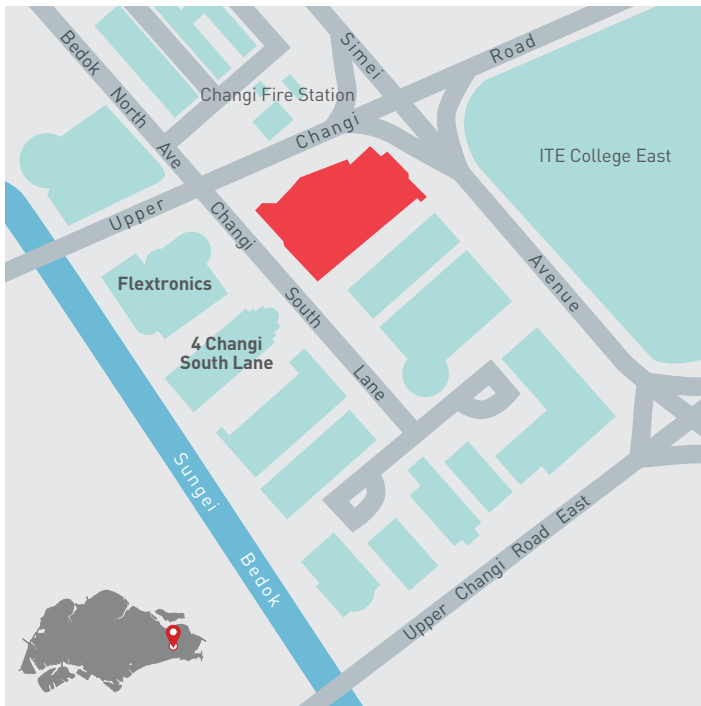 Bedok North Ave
Simei
Road
Changi Fire Station
Changi
ITE College East
Upper
Changi
Flextronics
Avenue
South
4 Changi
South Lane
Lane
Sungei
Bedok
Upper Changi Road East